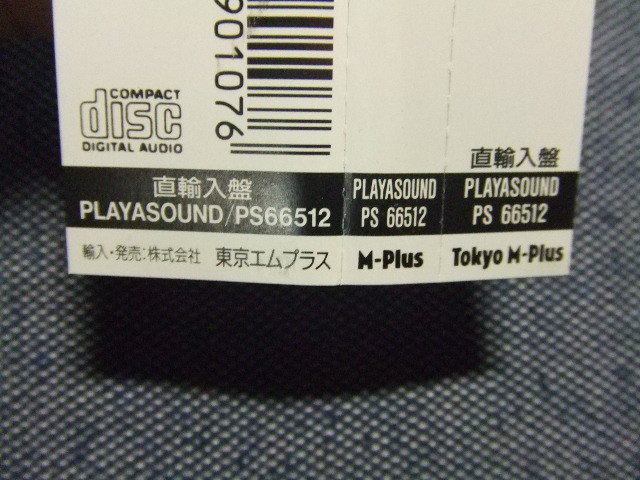 COMPACT
disc
DIGITAL AUDIO
901076
直輸入盤
PLAYASOUND/PS66512
輸入・発売:株式会社 東京エムプラス
PLAYASOUND
PS 66512
M-Plus
直輸入盤
PLAYASOUND
PS 66512
Tokyo M-Plus